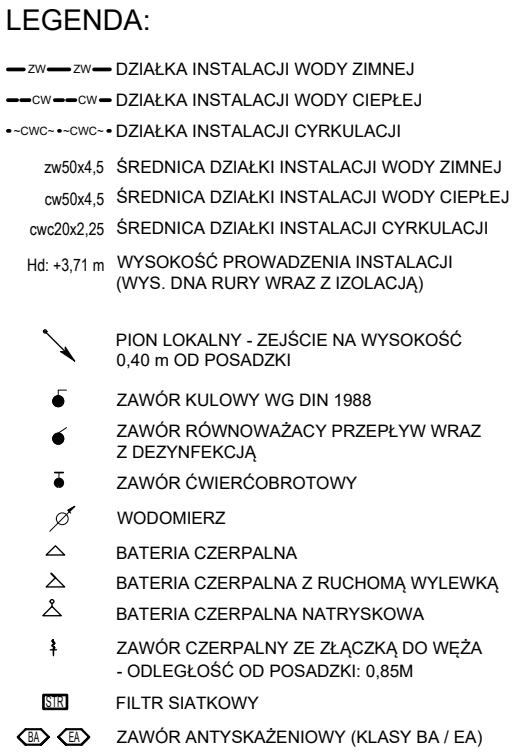 LEGENDA:
ZW ZW DZIAŁKA INSTALACJI WODY ZIMNEJ
CW CW DZIAŁKA INSTALACJI WODY CIEPŁEJ
~CWC~ ~CWC~ DZIAŁKA INSTALACJI CYRKULACJI
zw50x4,5 ŚREDNICA DZIAŁKI INSTALACJI WODY ZIMNEJ
cw50x4,5 ŚREDNICA DZIAŁKI INSTALACJI WODY CIEPŁEJ
cwc20x2,25 ŚREDNICA DZIAŁKI INSTALACJI CYRKULACJI
Hd: +3,71 m WYSOKOŚĆ PROWADZENIA INSTALACJI
(WYS. DNA RURY WRAZ Z IZOLACJĄ)
PION LOKALNY - ZEJŚCIE NA WYSOKOŚĆ
0,40 m OD POSADZKI
ZAWÓR KULOWY WG DIN 1988
ZAWÓR RÓWNOWAŻACY PRZEPŁYW WRAZ
Z DEZYNFEKCJĄ
ZAWÓR ĆWIERĆOBROTOWY
WODOMIERZ
BATERIA CZERPALNA
BATERIA CZERPALNA Z RUCHOMĄ WYLEWKĄ
BATERIA CZERPALNA NATRYSKOWA
ZAWÓR CZERPALNY ZE ZŁĄCZKĄ DO WĘŻA
- ODLEGŁOŚĆ OD POSADZKI: 0,85M
STR FILTR SIATKOWY
BA EA ZAWÓR ANTYSKAŻENIOWY (KLASY BA / EA)